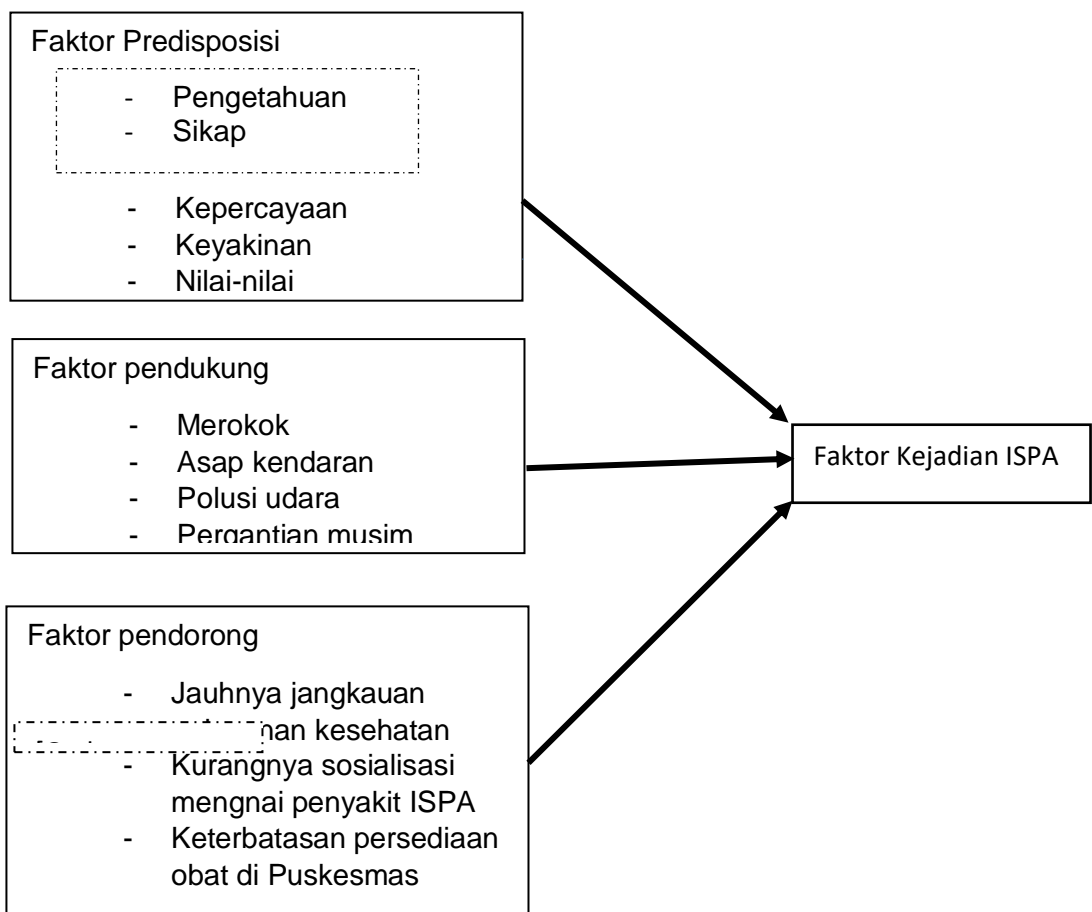 Faktor Predisposisi
- Pengetahuan
- Sikap
- Kepercayaan
- Keyakinan
- Nilai-nilai
Faktor pendukung
- Merokok
- Asap kendaran
- Polusi udara
- Pergantian musim
Faktor Kejadian ISPA
Faktor pendorong
- Jauhnya jangkauan
kesehatan
- Kurangnya sosialisasi
mengnai penyakit ISPA
- Keterbatasan persediaan
obat di Puskesmas